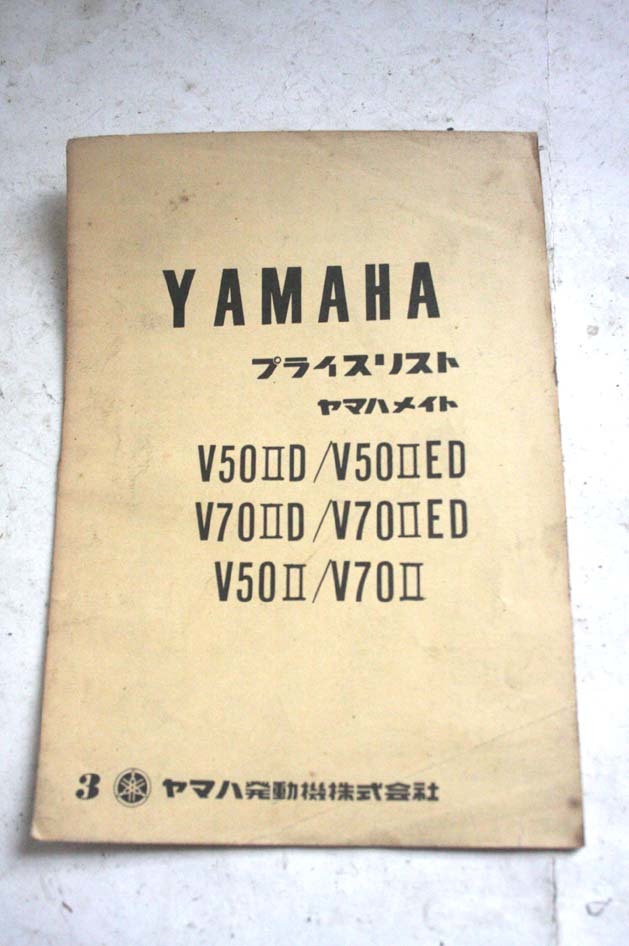 YAMAHA
プライスリスト
ヤマハメイト
V50ⅡD/V50ⅡED
V70ⅡD/V70ⅡED
V50Ⅱ/V70Ⅱ
3 ヤマハ発動機株式会社